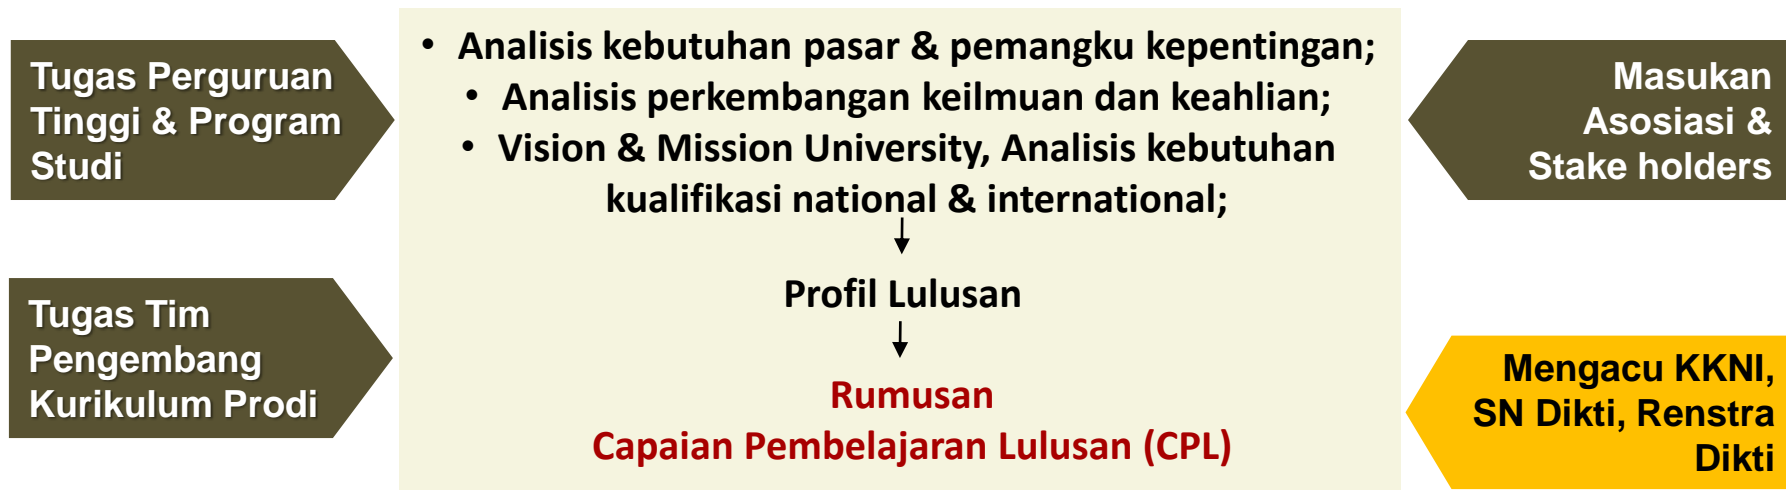 Tugas Perguruan
Tinggi & Program
Studi
• Analisis kebutuhan pasar & pemangku kepentingan;
• Analisis perkembangan keilmuan dan keahlian;
• Vision & Mission University, Analisis kebutuhan
kualifikasi national & international;
Masukan
Asosiasi &
Stake holders
Profil Lulusan
Tugas Tim
Pengembang
Kurikulum Prodi
Rumusan
Capaian Pembelajaran Lulusan (CPL)
Mengacu KKNI,
SN Dikti, Renstra
Dikti